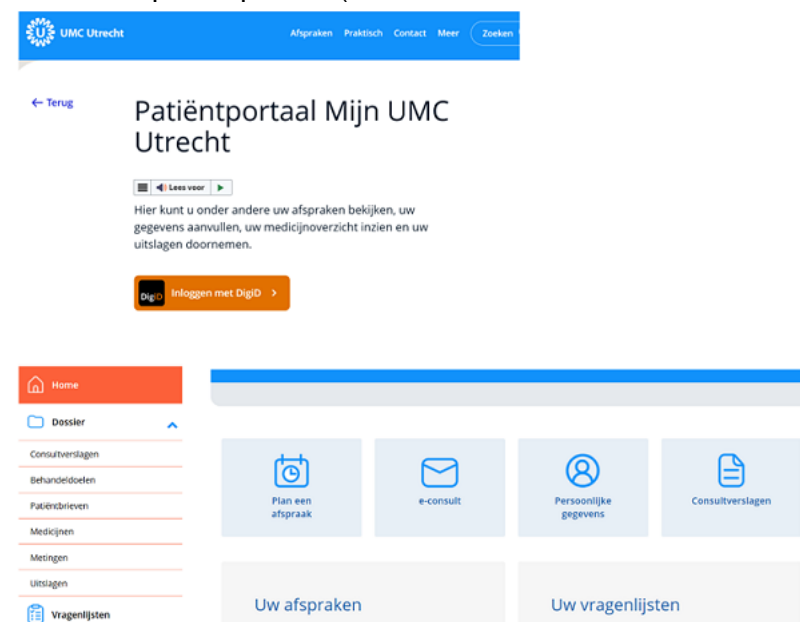 UMC Utrecht
Afspraken Praktisch Contact Meer Zoeken
← Terug
Patiëntportaal Mijn UMC
Utrecht
Lees voor
Hier kunt u onder andere uw afspraken bekijken, uw
gegevens aanvullen, uw medicijnoverzicht inzien en uw
uitslagen doornemen.
DigiD Inloggen met DigiD >
Home
Dossier
Consultverslagen
Behandeldoelen
Patiëntbrieven
Medicijnen
Metingen
Uitslagen
Vragenlijsten
Plan een
afspraak
e-consult
Persoonlijke
gegevens
Consultverslagen
Uw afspraken
Uw vragenlijsten